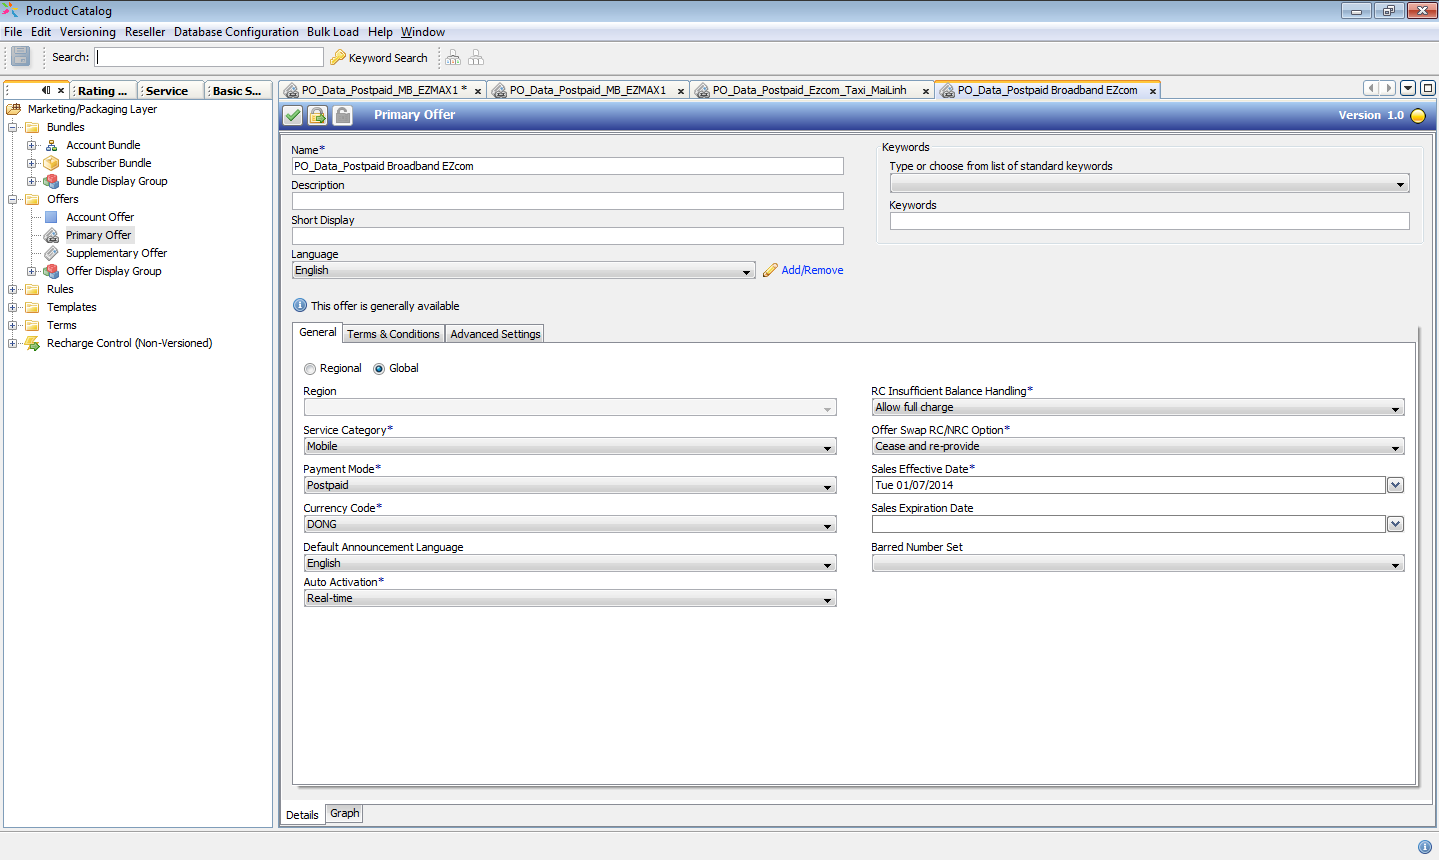 Product Catalog
File Edit Versioning Reseller Database Configuration Bulk Load Help Window
Search: Keyword Search
Rating ... Service Basic S...
PO_Data_Postpaid_MB_EZMAX1 * PO_Data_Postpaid_MB_EZMAX1 PO_Data_Postpaid_Ezcom_Taxi_MaiLinh PO_Data_Postpaid Broadband EZcom
Marketing/Packaging Layer
Bundles
Account Bundle
Subscriber Bundle
Bundle Display Group
Offers
Account Offer
Primary Offer
Supplementary Offer
Offer Display Group
Rules
Templates
Terms
Recharge Control (Non-Versioned)
Primary Offer Version 1.0
Name*
PO_Data_Postpaid Broadband EZcom
Description
Short Display
Language
English Add/Remove
Keywords
Type or choose from list of standard keywords
Keywords
This offer is generally available
General Terms & Conditions Advanced Settings
Regional Global
Region
Service Category*
Mobile
Payment Mode*
Postpaid
Currency Code*
DONG
Default Announcement Language
English
Auto Activation*
Real-time
RC Insufficient Balance Handling*
Allow full charge
Offer Swap RC/NRC Option*
Cease and re-provide
Sales Effective Date*
Tue 01/07/2014
Sales Expiration Date
Barred Number Set
Details Graph